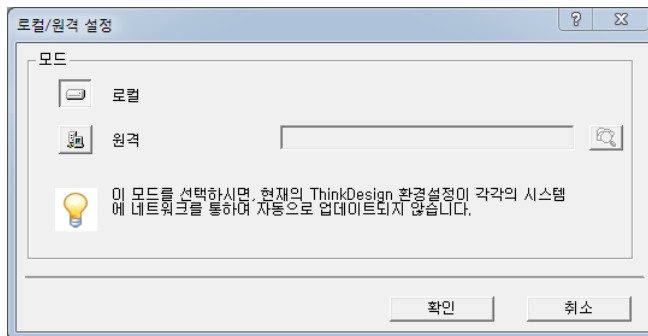 로컬/원격 설정
모드
로컬
원격
이 모드를 선택하시면, 현재의 ThinkDesign 환경설정이 각각의 시스템
에 네트워크를 통하여 자동으로 업데이트되지 않습니다.
확인
취소